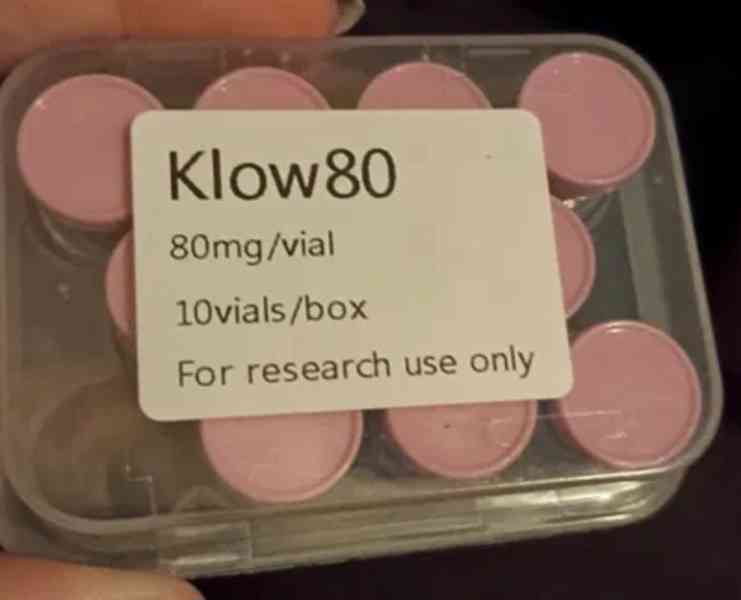 Klow80
80mg/vial
10vials/box
For research use only